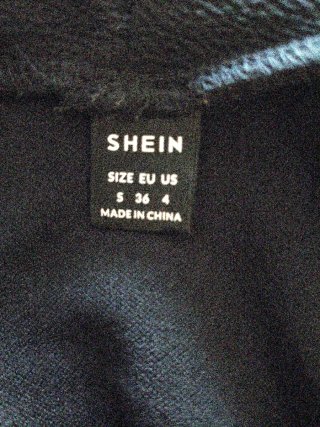 SHEIN
SIZE EU US
S 36 4
MADE IN CHINA